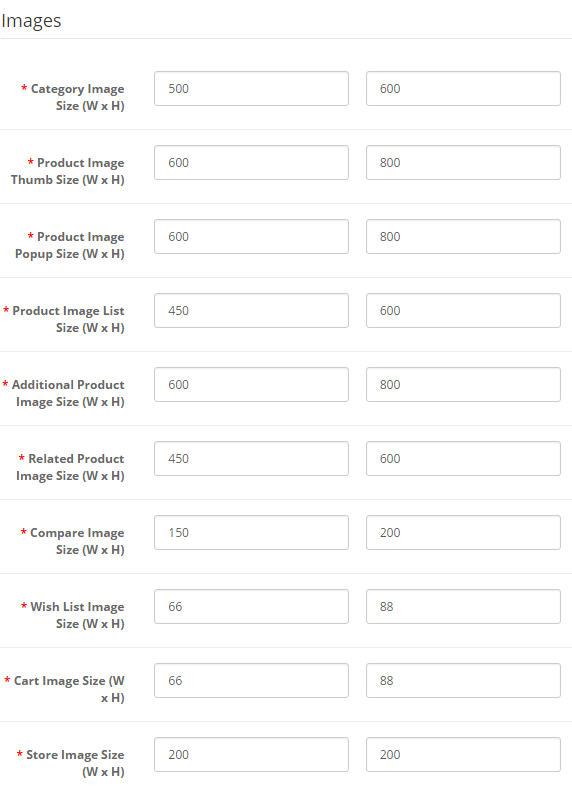 Images
* Category Image 500 600
Size (W x H)
* Product Image 600 800
Thumb Size (W x H)
* Product Image 600 800
Popup Size (W x H)
* Product Image List 450 600
Size (W x H)
* Additional Product 600 800
Image Size (W x H)
* Related Product 450 600
Image Size (W x H)
* Compare Image 150 200
Size (W x H)
* Wish List Image 66 88
Size (W x H)
* Cart Image Size (W 66 88
x H)
* Store Image Size 200 200
(W x H)